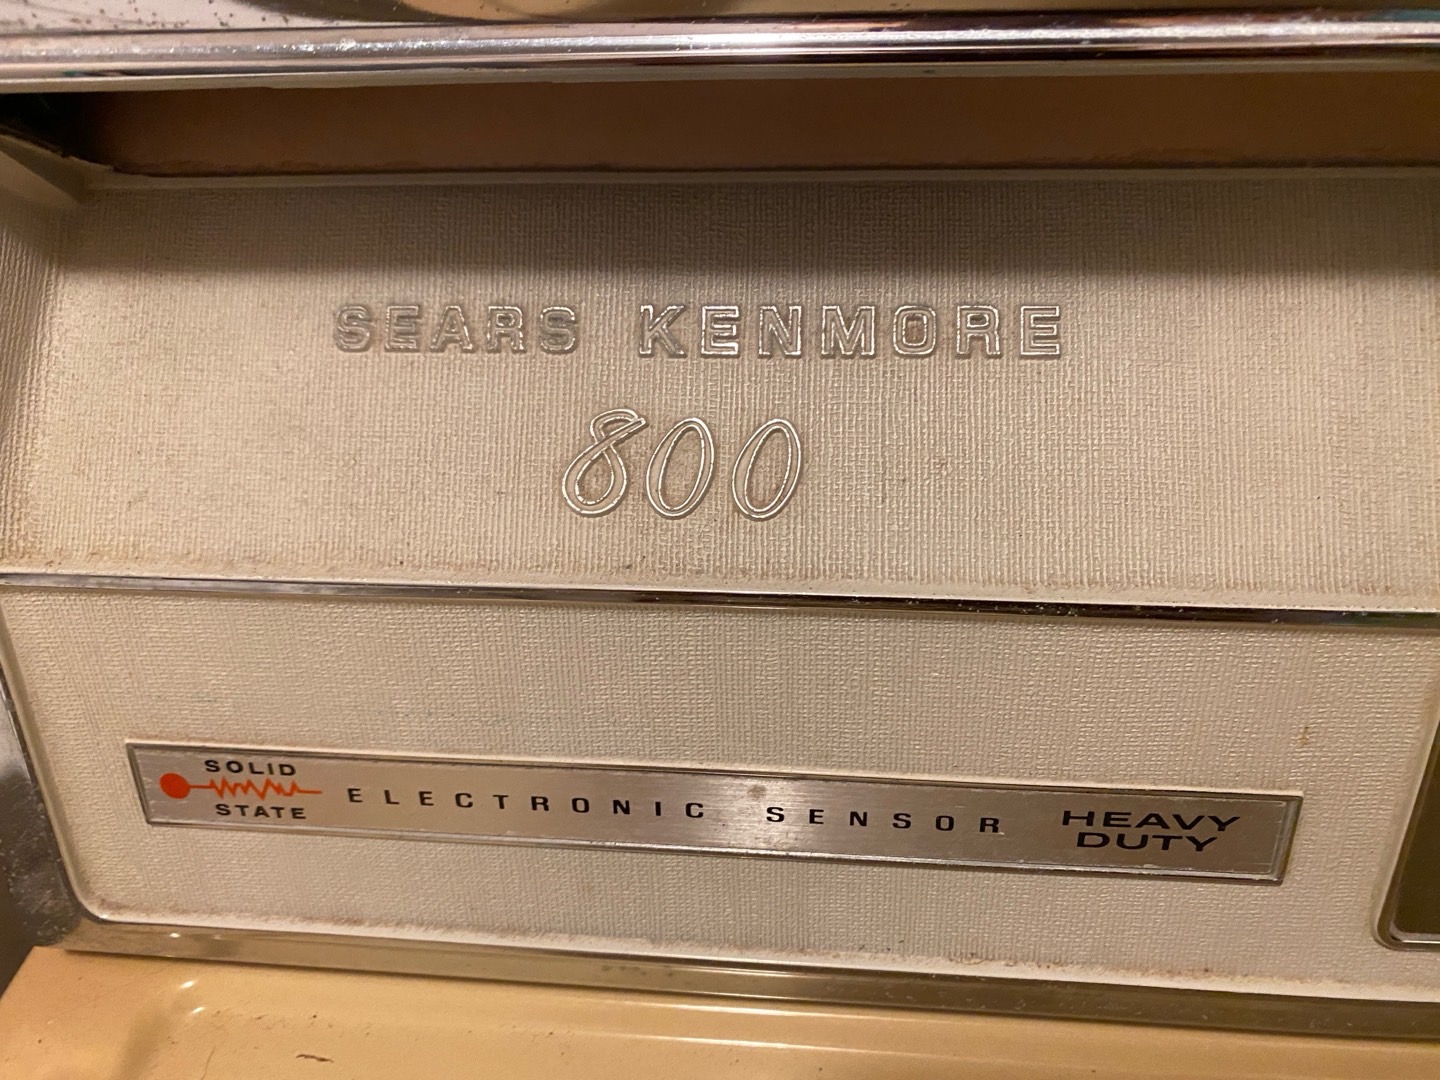 SEARS KENMORE
800
SOLID
STATE
ELECTRONIC SENSOR
HEAVY
DUTY